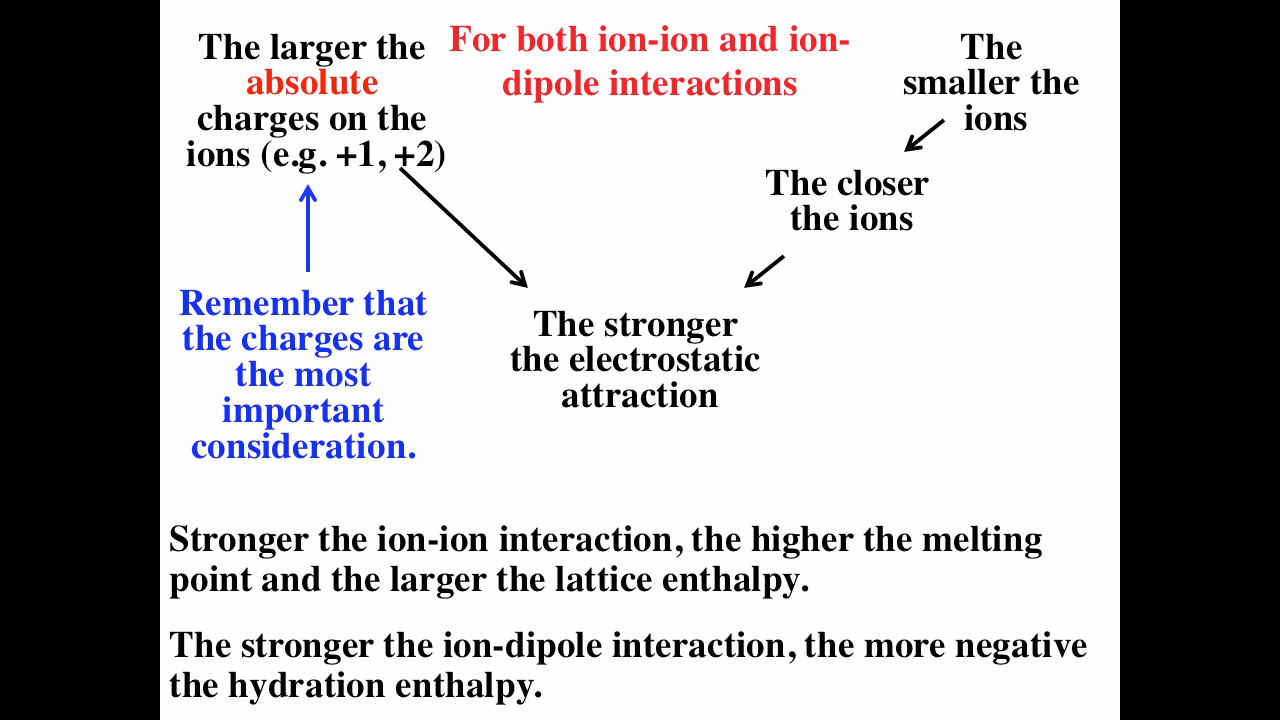 The larger the
absolute
charges on the
ions (e.g. +1, +2)
For both ion-ion and ion-
dipole interactions
The
smaller the
ions
The closer
the ions
Remember that
the charges are
the most
important
consideration.
The stronger
the electrostatic
attraction
Stronger the ion-ion interaction, the higher the melting
point and the larger the lattice enthalpy.
The stronger the ion-dipole interaction, the more negative
the hydration enthalpy.